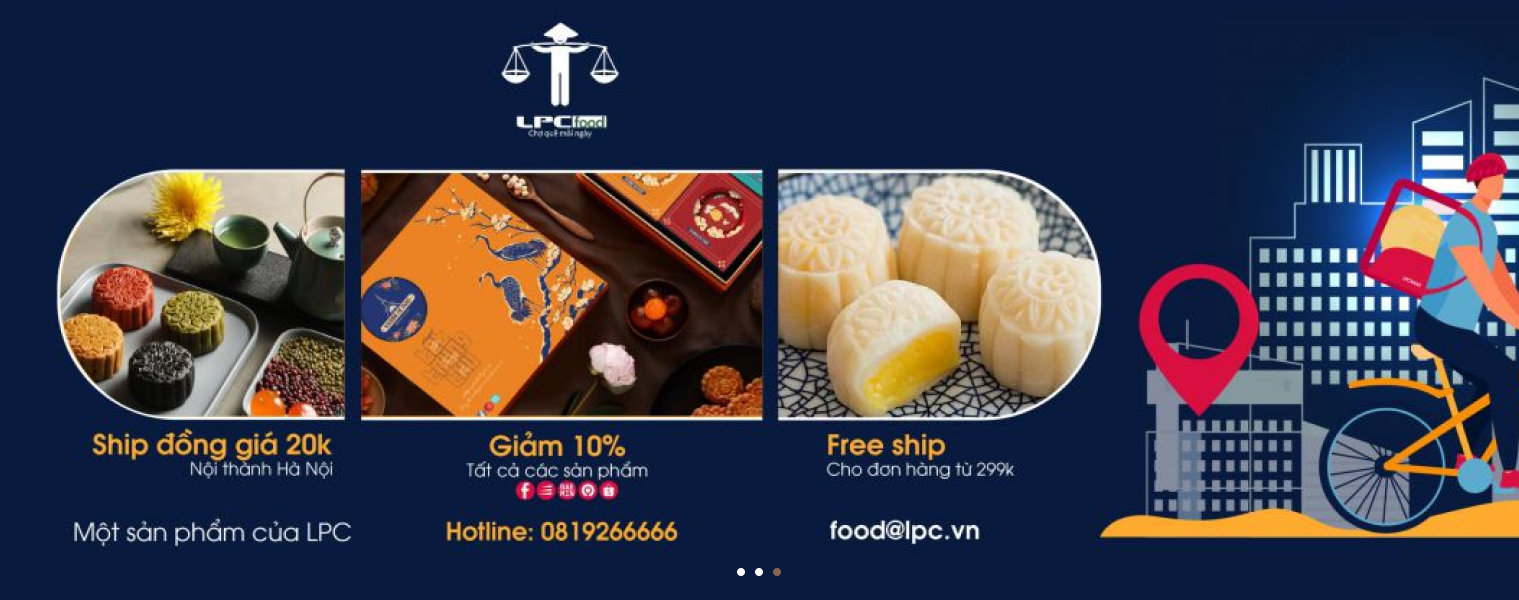 LPC food
Chợ quê mỗi ngày
Ship đồng giá 20k
Nội thành Hà Nội
Giảm 10%
Tất cả các sản phẩm
Free ship
Cho đơn hàng từ 299k
Một sản phẩm của LPC
Hotline: 0819266666
food@lpc.vn